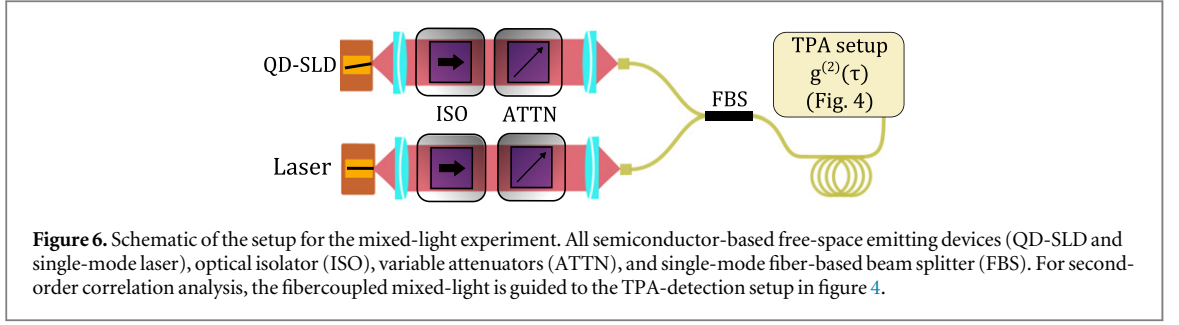 QD-SLD
ISO
ATTN
Laser
FBS
TPA setup
g⁽²⁾(τ)
(Fig. 4)
Figure 6. Schematic of the setup for the mixed-light experiment. All semiconductor-based free-space emitting devices (QD-SLD and
single-mode laser), optical isolator (ISO), variable attenuators (ATTN), and single-mode fiber-based beam splitter (FBS). For second-
order correlation analysis, the fibercoupled mixed-light is guided to the TPA-detection setup in figure 4.